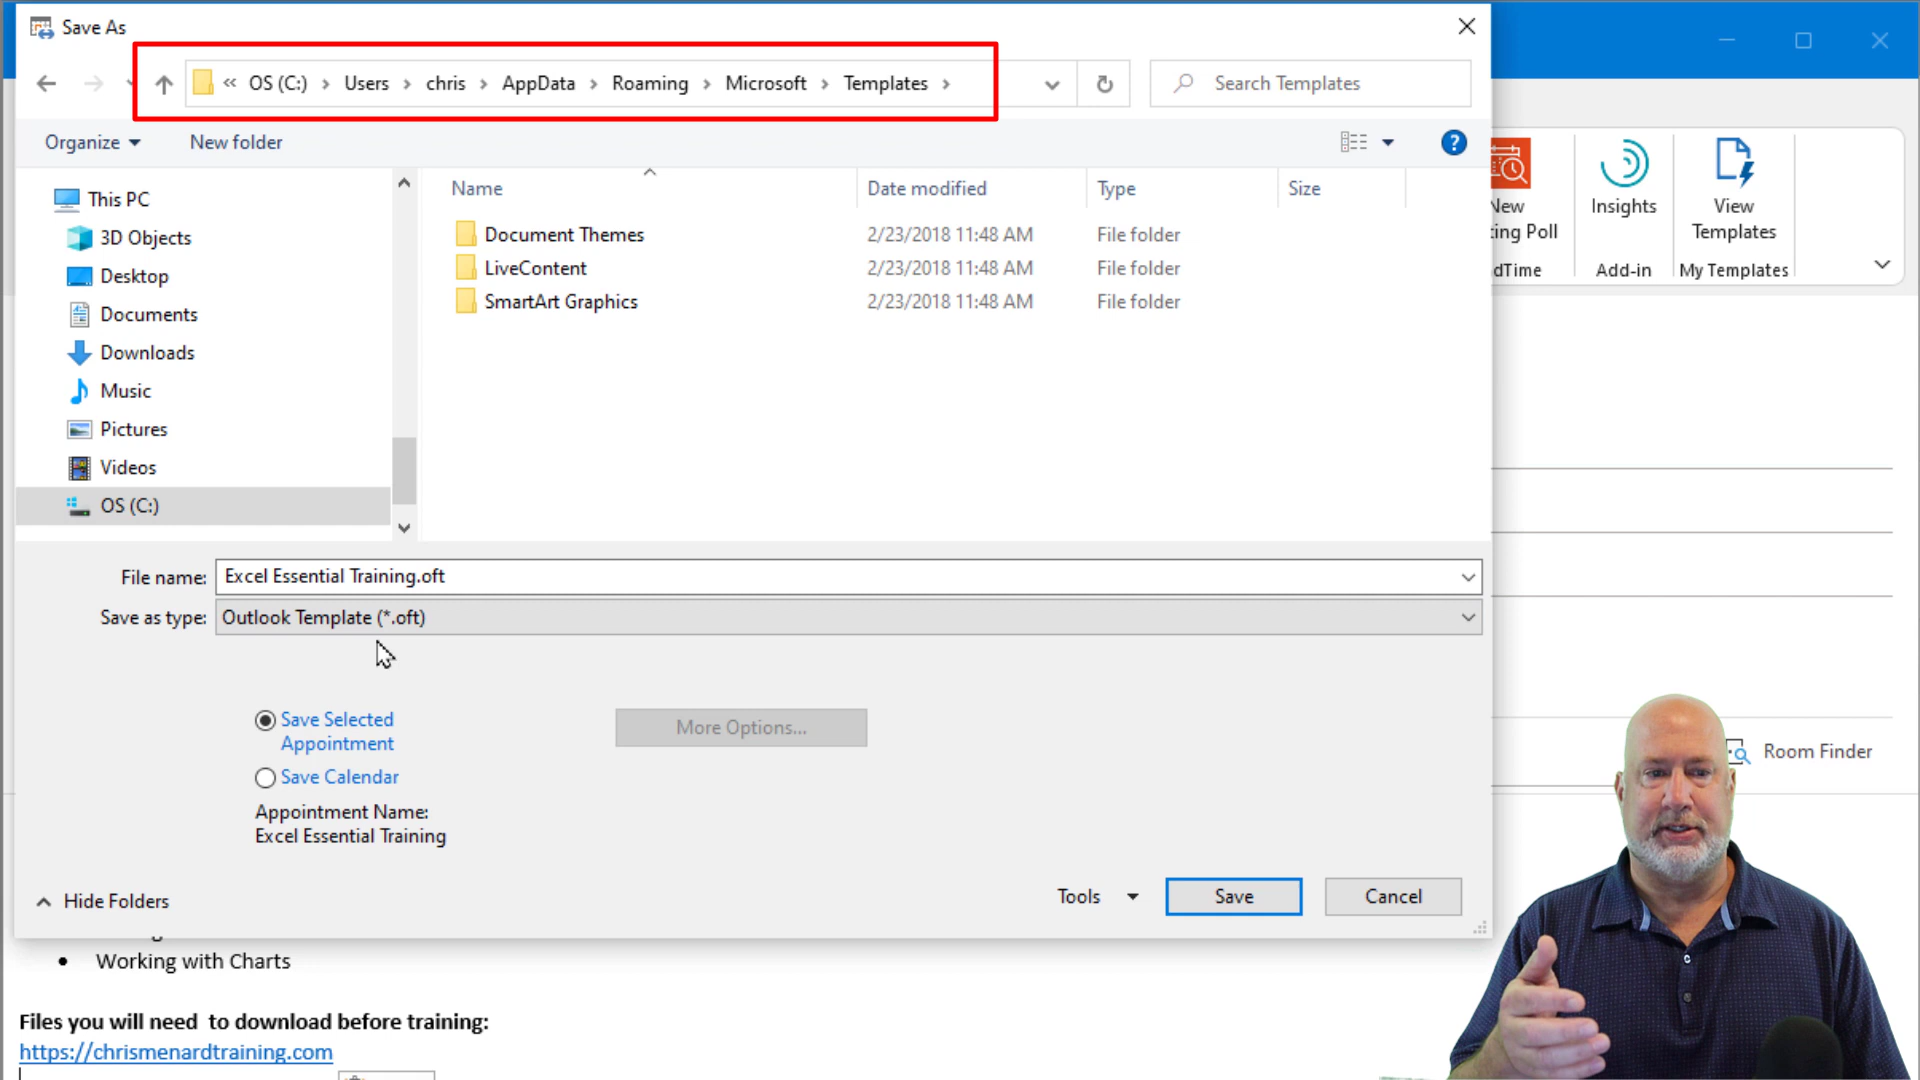 Save As
« OS (C:) › Users › chris › AppData › Roaming › Microsoft › Templates ›
Search Templates
Organize
New folder
?
This PC
3D Objects
Desktop
Documents
Downloads
Music
Pictures
Videos
OS (C:)
Name Date modified Type Size
Document Themes 2/23/2018 11:48 AM File folder
LiveContent 2/23/2018 11:48 AM File folder
SmartArt Graphics 2/23/2018 11:48 AM File folder
File name: Excel Essential Training.oft
Save as type: Outlook Template (*.oft)
Save Selected
Appointment
Save Calendar
More Options...
Appointment Name:
Excel Essential Training
Hide Folders
Tools
Save
Cancel
New
ting Poll
dTime
Insights
Add-in
View
Templates
My Templates
Room Finder
• Working with Charts
Files you will need to download before training:
https://chrismenardtraining.com